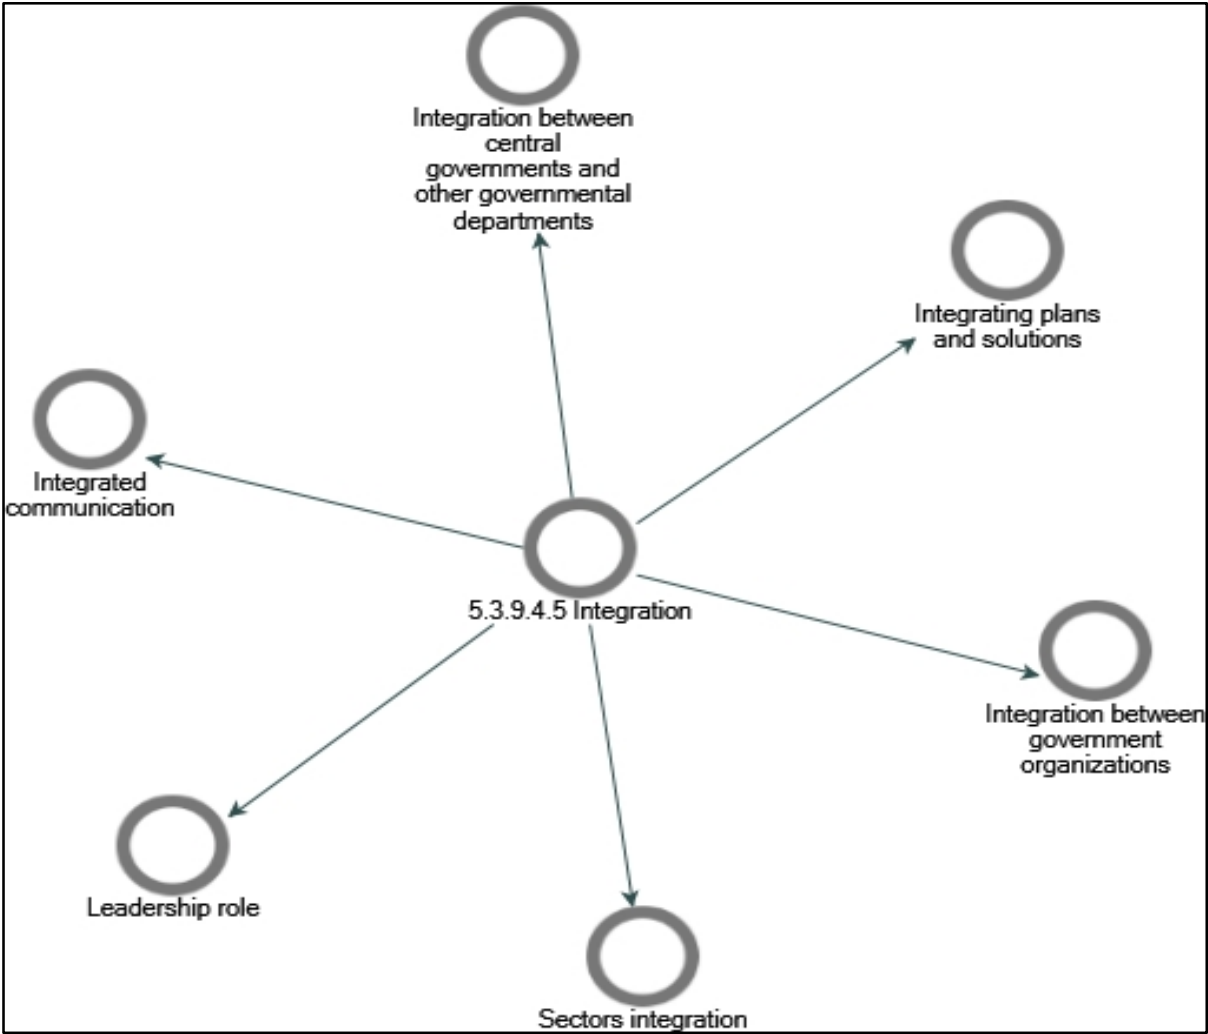 Integration between
central
governments and
other governmental
departments
Integrating plans
and solutions
Integrated
communication
5.3.9.4.5 Integration
Integration between
government
organizations
Leadership role
Sectors integration